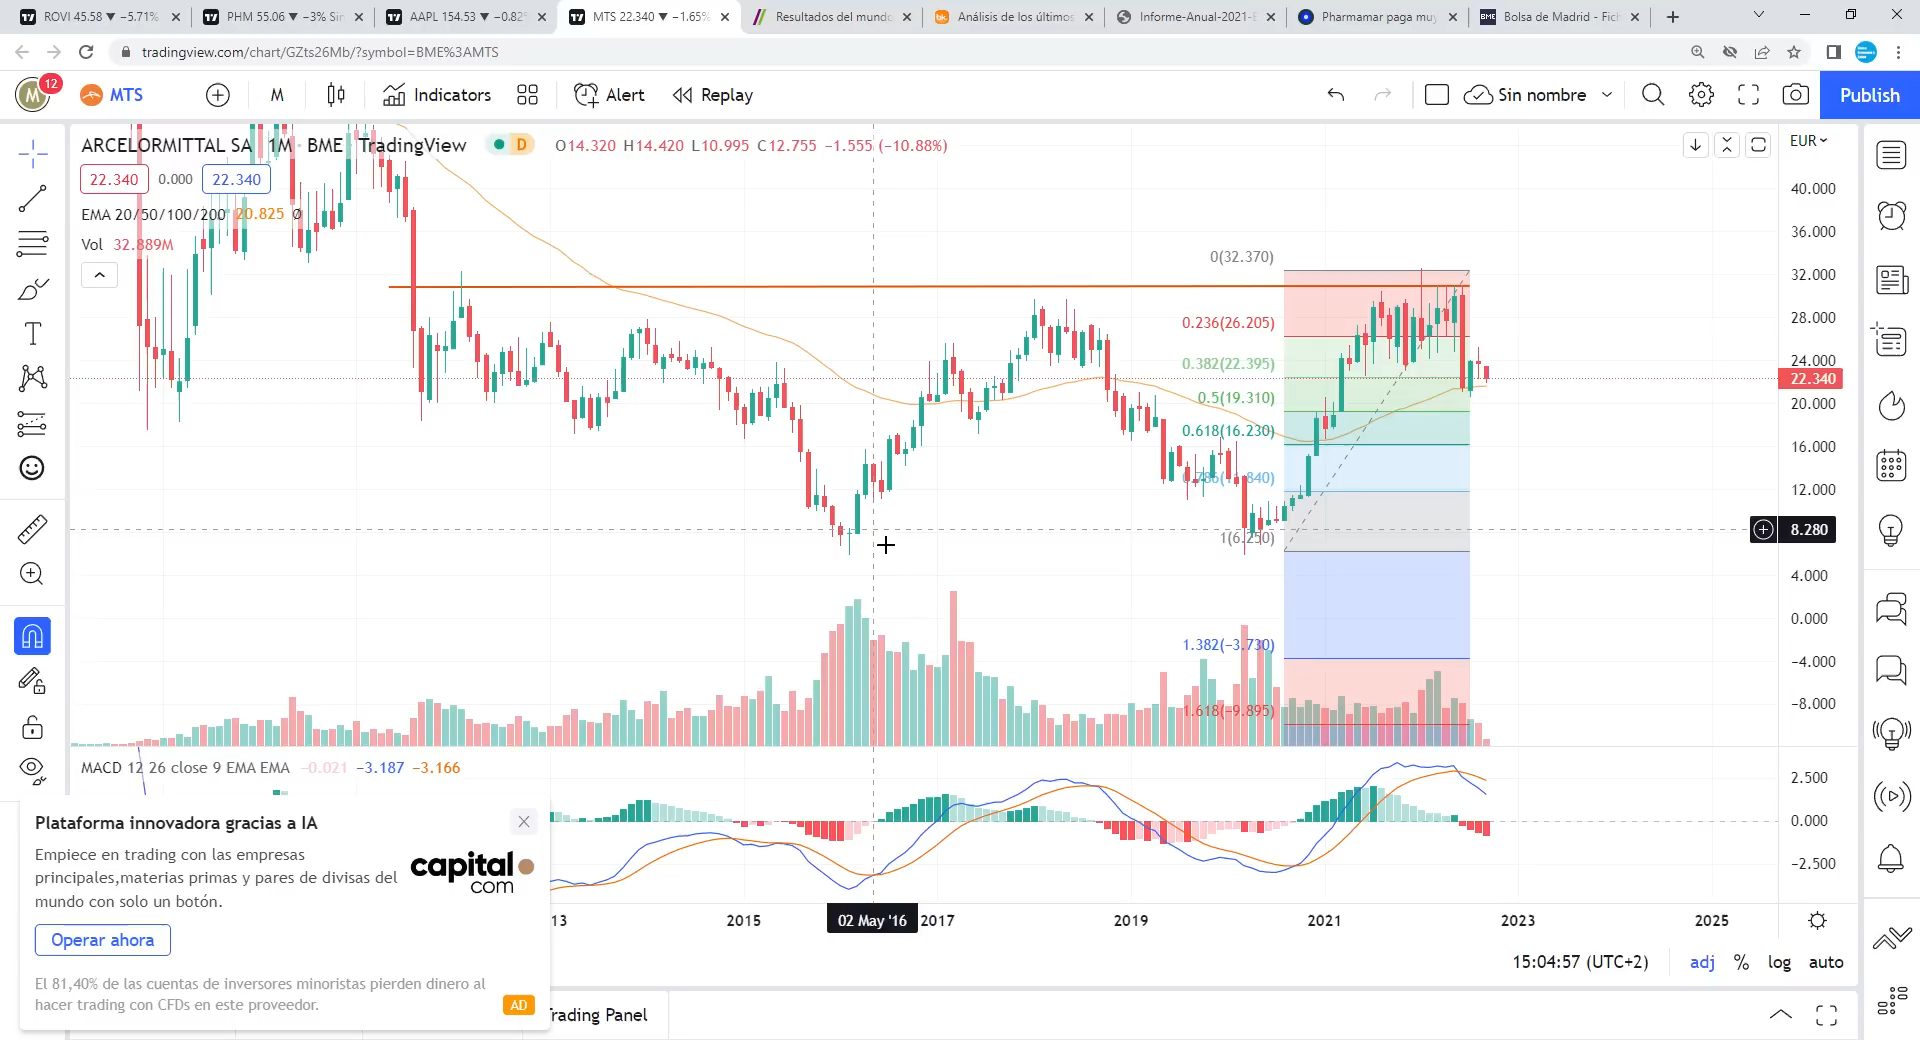 ROVI 45.58 ▼ −5.71%
PHM 55.06 ▼ −3% Sin
AAPL 154.53 ▼ −0.82%
MTS 22.340 ▼ −1.65%
Resultados del mundo
Análisis de los últimos
Informe-Anual-2021-E
Pharmamar paga muy
BME Bolsa de Madrid - Fich
tradingview.com/chart/GZts26Mb/?symbol=BME%3AMTS
M 12
MTS
M
Indicators
Alert
Replay
Sin nombre
Publish
ARCELORMITTAL SA · 1M · BME · TradingView
D
O14.320 H14.420 L10.995 C12.755 −1.555 (−10.88%)
EUR
22.340 0.000 22.340
EMA 20/50/100/200 20.825 Ø
Vol 32.889M
40.000
36.000
32.000
28.000
24.000
22.340
20.000
16.000
12.000
8.280
4.000
0.000
−4.000
−8.000
0(32.370)
0.236(26.205)
0.382(22.395)
0.5(19.310)
0.618(16.230)
0.786(11.840)
1(6.250)
1.382(−3.730)
1.618(−9.895)
MACD 12 26 close 9 EMA EMA −0.021 −3.187 −3.166
2.500
0.000
−2.500
Plataforma innovadora gracias a IA
Empiece en trading con las empresas
principales,materias primas y pares de divisas del
mundo con solo un botón.
capital
com
Operar ahora
El 81,40% de las cuentas de inversores minoristas pierden dinero al
hacer trading con CFDs en este proveedor.
AD
13
2015
02 May '16
2017
2019
2021
2023
2025
15:04:57 (UTC+2)
adj
%
log
auto
Trading Panel